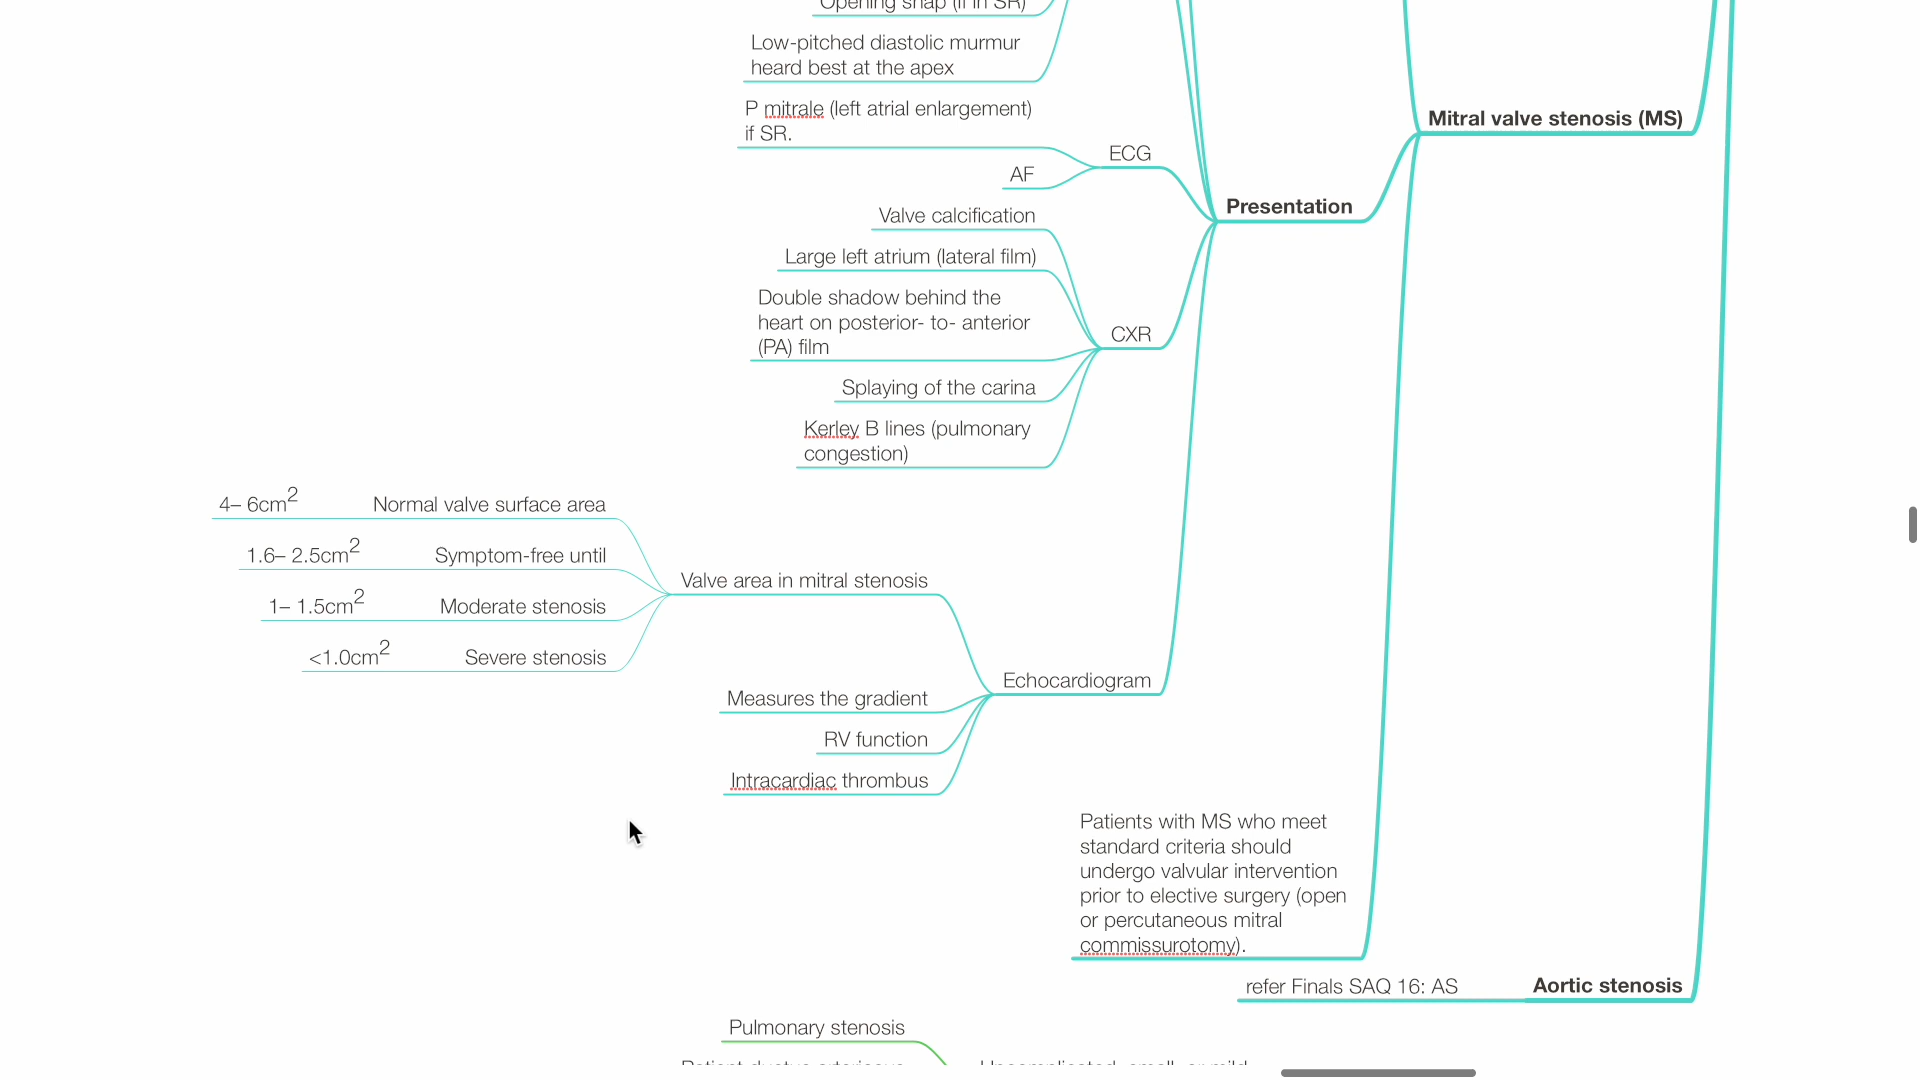 Opening snap (if in SR)
Low-pitched diastolic murmur
heard best at the apex
P mitrale (left atrial enlargement)
if SR.
ECG
AF
Mitral valve stenosis (MS)
Presentation
Valve calcification
Large left atrium (lateral film)
Double shadow behind the
heart on posterior- to- anterior
(PA) film
CXR
Splaying of the carina
Kerley B lines (pulmonary
congestion)
4– 6cm² Normal valve surface area
1.6– 2.5cm² Symptom-free until
1– 1.5cm² Moderate stenosis
<1.0cm² Severe stenosis
Valve area in mitral stenosis
Echocardiogram
Measures the gradient
RV function
Intracardiac thrombus
Patients with MS who meet
standard criteria should
undergo valvular intervention
prior to elective surgery (open
or percutaneous mitral
commissurotomy).
refer Finals SAQ 16: AS Aortic stenosis
Pulmonary stenosis